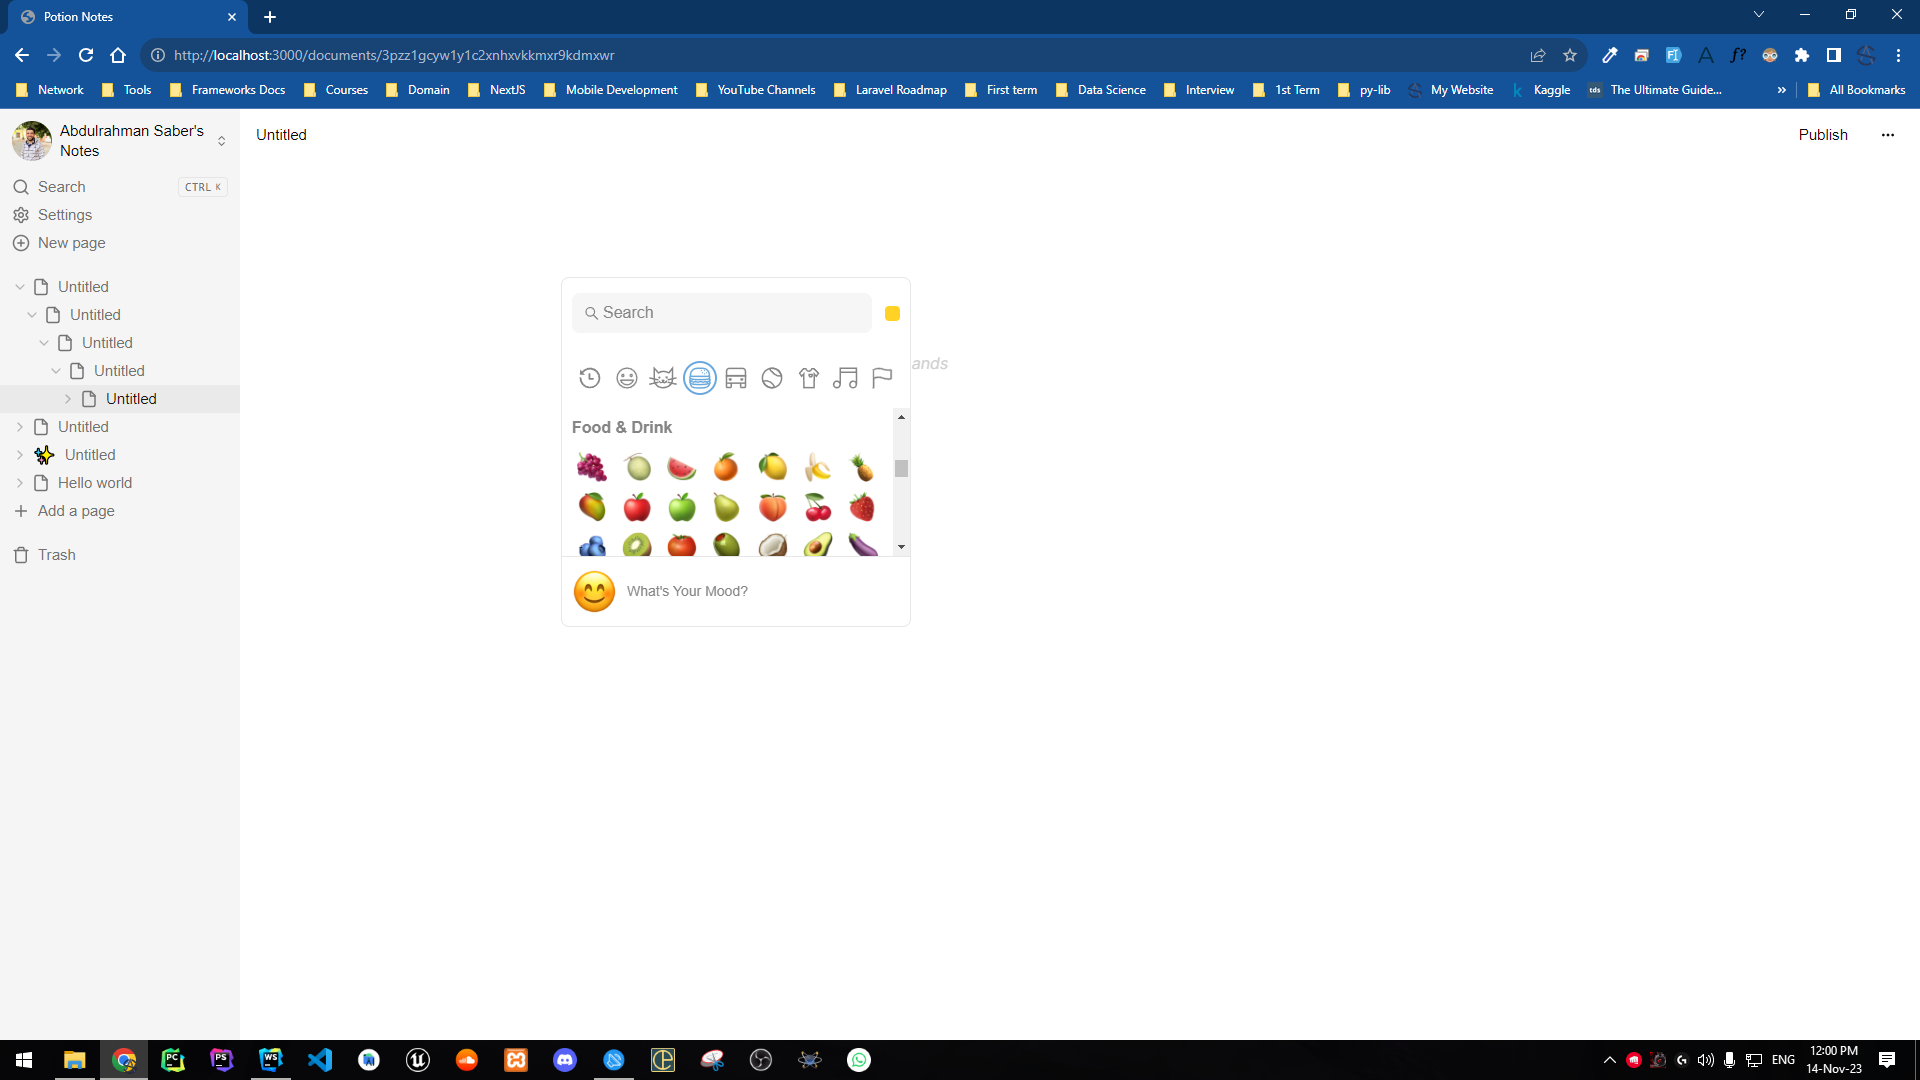 Potion Notes
http://localhost:3000/documents/3pzz1gcyw1y1c2xnhxvkkmxr9kdmxwr
Network Tools Frameworks Docs Courses Domain NextJS Mobile Development YouTube Channels Laravel Roadmap First term Data Science Interview 1st Term py-lib My Website Kaggle The Ultimate Guide... All Bookmarks
Abdulrahman Saber's
Notes
Untitled
Publish
Search CTRL K
Settings
New page
Untitled
Untitled
Untitled
Untitled
Untitled
Untitled
Untitled
Hello world
Add a page
Trash
Search
ands
Food & Drink
What's Your Mood?
ENG
12:00 PM
14-Nov-23